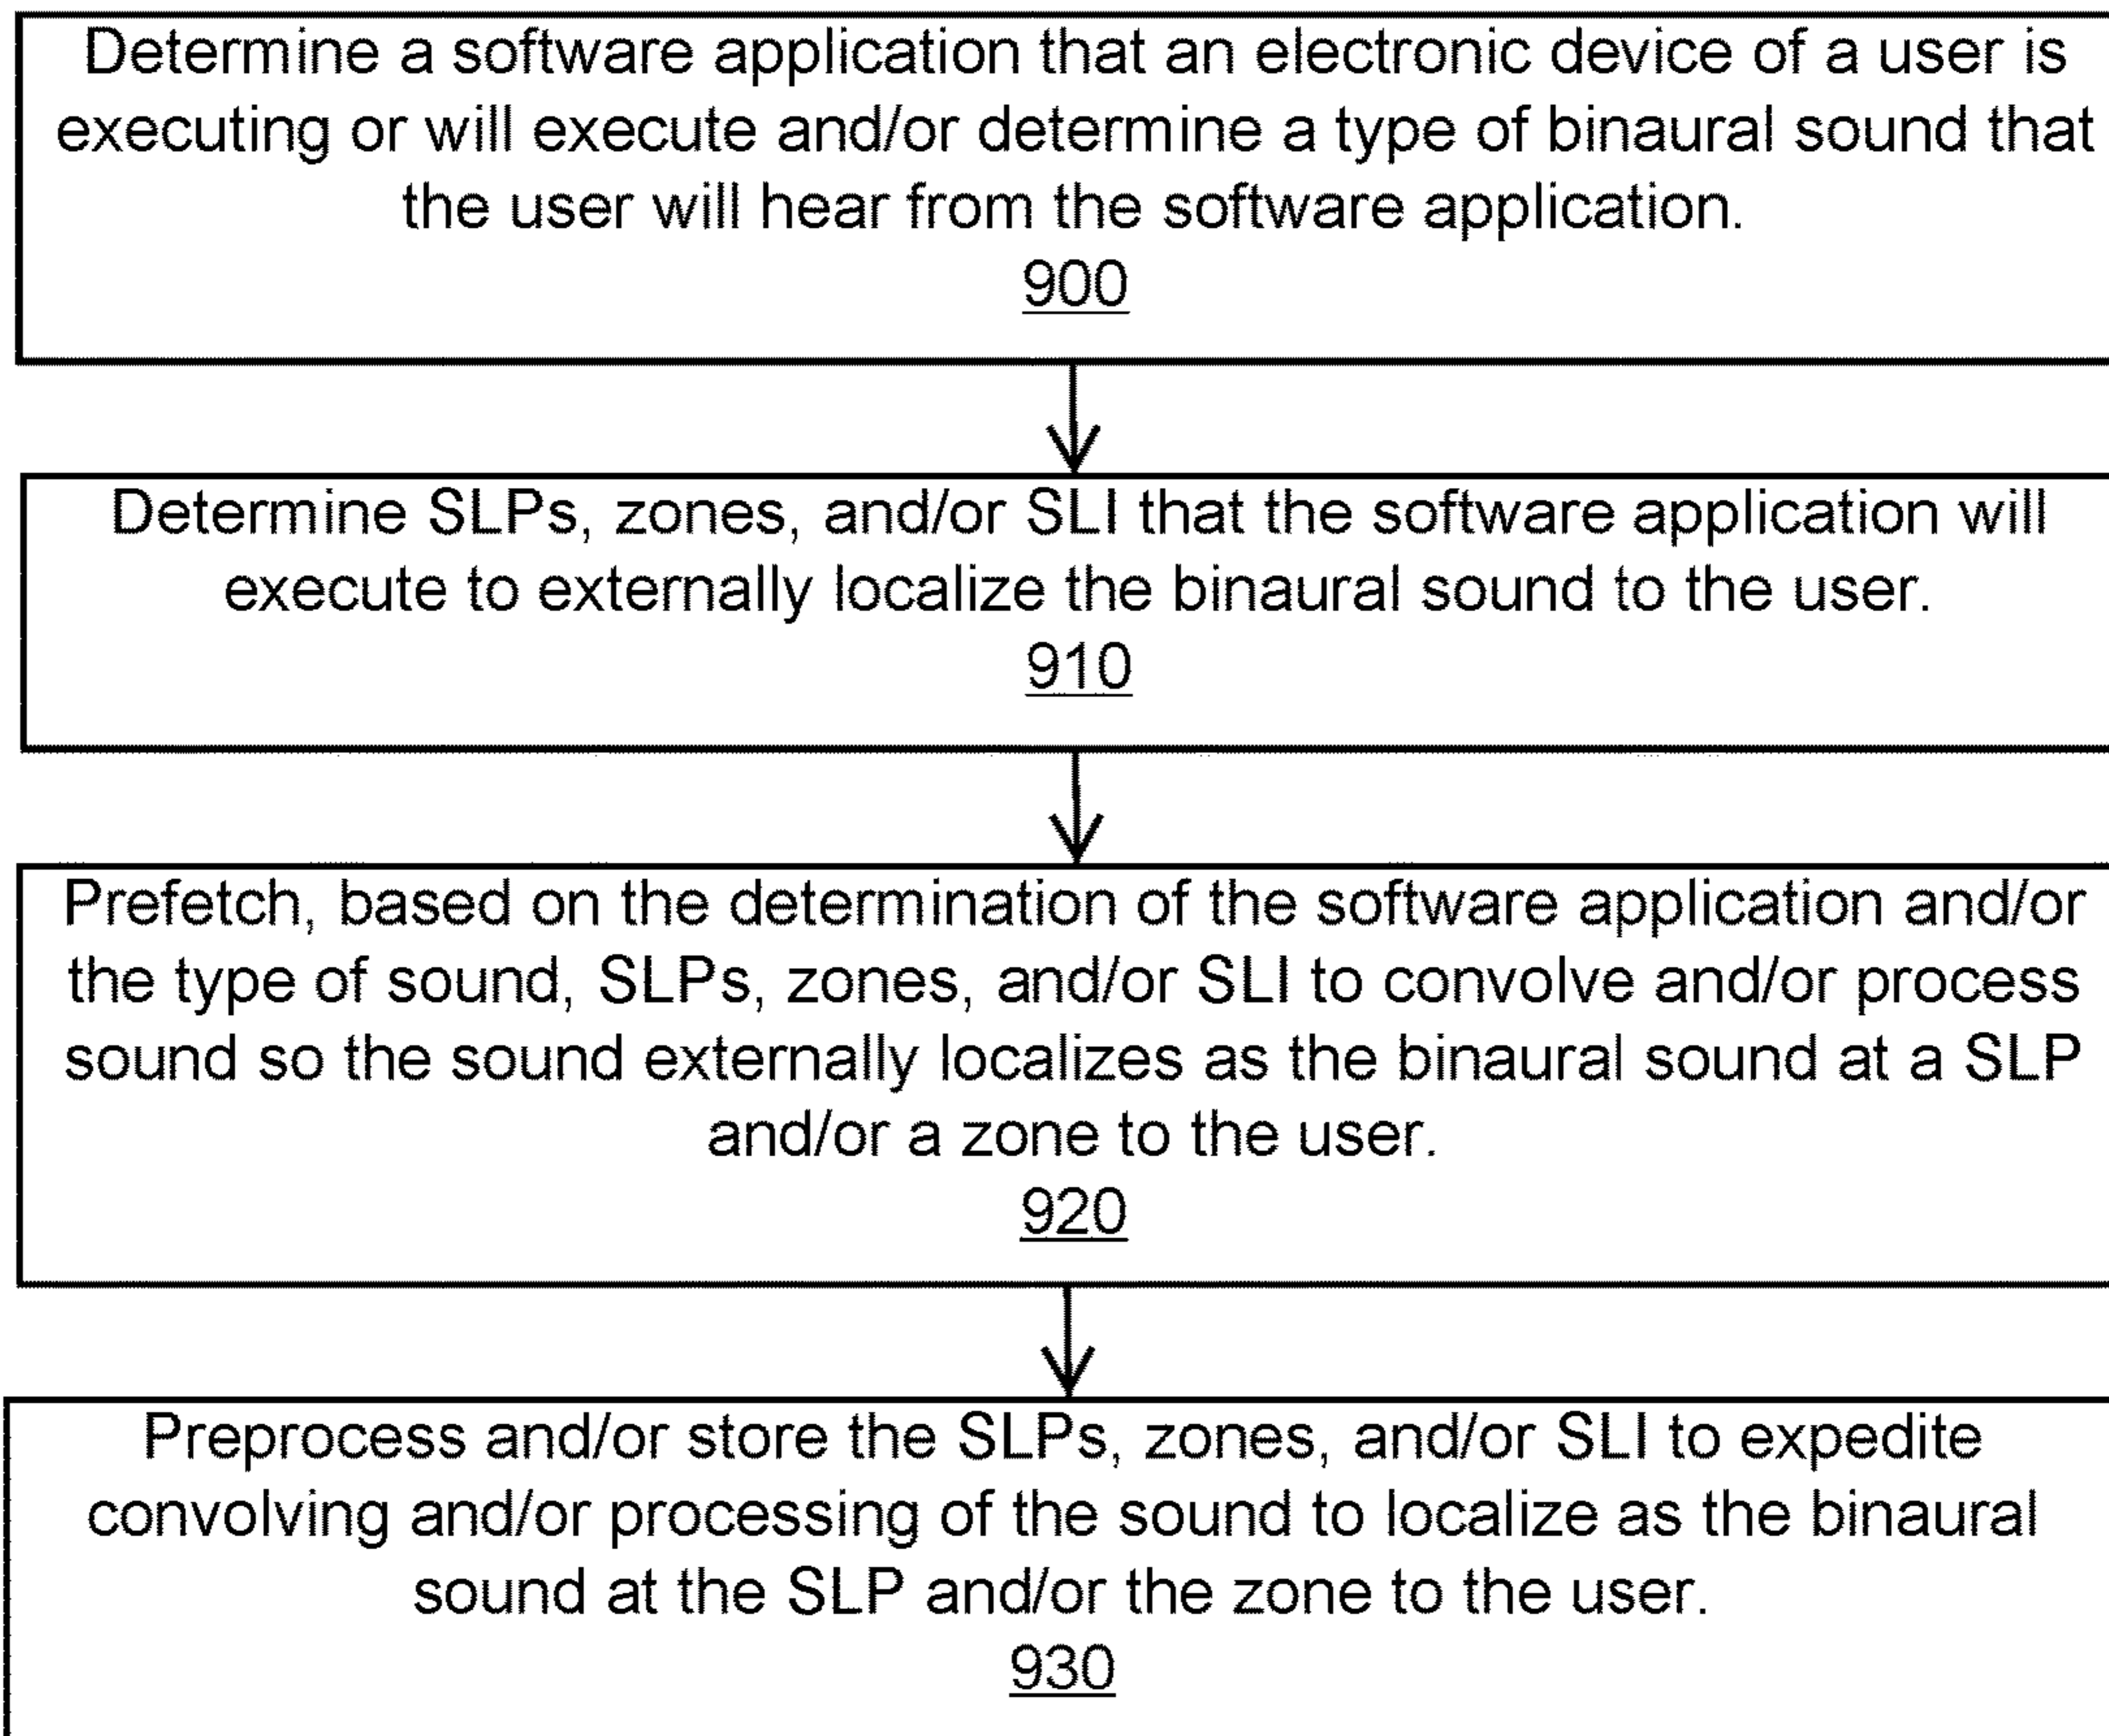 Determine a software application that an electronic device of a user is
executing or will execute and/or determine a type of binaural sound that
the user will hear from the software application.
900
Determine SLPs, zones, and/or SLI that the software application will
execute to externally localize the binaural sound to the user.
910
Prefetch, based on the determination of the software application and/or
the type of sound, SLPs, zones, and/or SLI to convolve and/or process
sound so the sound externally localizes as the binaural sound at a SLP
and/or a zone to the user.
920
Preprocess and/or store the SLPs, zones, and/or SLI to expedite
convolving and/or processing of the sound to localize as the binaural
sound at the SLP and/or the zone to the user.
930